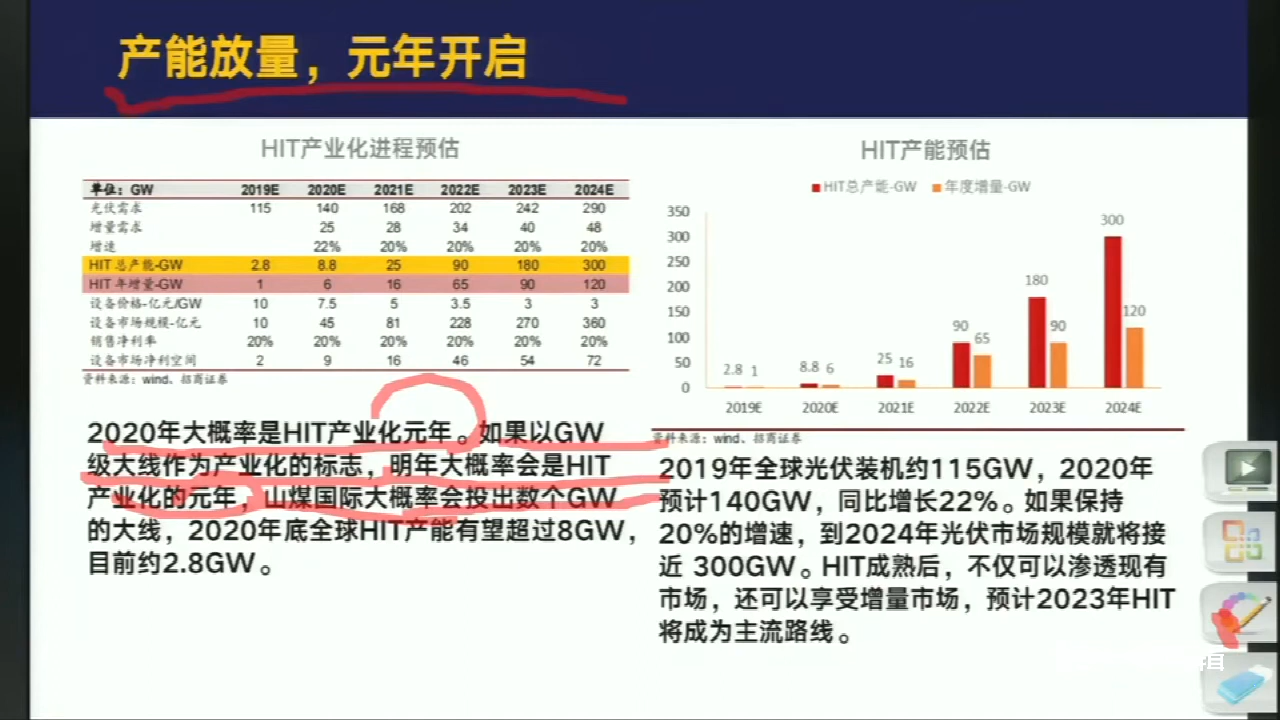 产能放量，元年开启
HIT产业化进程预估
单位：GW 2019E 2020E 2021E 2022E 2023E 2024E
光伏需求 115 140 168 202 242 290
增量需求 25 28 34 40 48
增速 22% 20% 20% 20% 20%
HIT 总产能-GW 2.8 8.8 25 90 180 300
HIT 年增量-GW 1 6 16 65 90 120
设备价格-亿元/GW 10 7.5 5 3.5 3 3
设备市场规模-亿元 10 45 81 228 270 360
销售净利率 20% 20% 20% 20% 20% 20%
设备市场净利空间 2 9 16 46 54 72
资料来源：wind、招商证券
2020年大概率是HIT产业化元年。如果以GW
级大线作为产业化的标志，明年大概率会是HIT
产业化的元年，山煤国际大概率会投出数个GW
的大线，2020年底全球HIT产能有望超过8GW，
目前约2.8GW。
HIT产能预估
HIT总产能-GW 年度增量-GW
350
300
250
200
150
100
50
0
2.8 1 8.8 6 25 16 90 65 180 90 300 120
2019E 2020E 2021E 2022E 2023E 2024E
资料来源：wind、招商证券
2019年全球光伏装机约115GW，2020年
预计140GW，同比增长22%。如果保持
20%的增速，到2024年光伏市场规模就将接
近 300GW。HIT成熟后，不仅可以渗透现有
市场，还可以享受增量市场，预计2023年HIT
将成为主流路线。